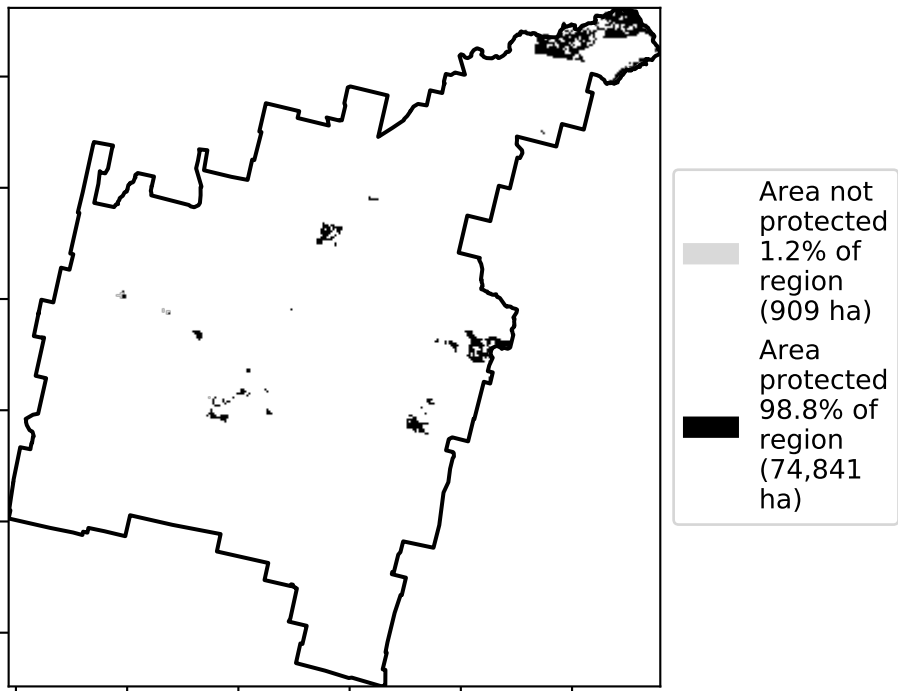 Area not
protected
1.2% of
region
(909 ha)
Area
protected
98.8% of
region
(74,841
ha)